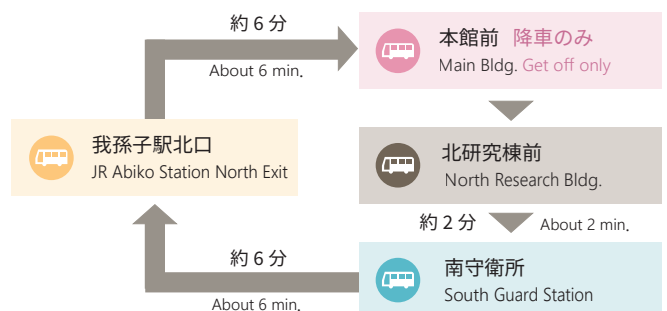 約 6 分
About 6 min.
本館前 降車のみ
Main Bldg. Get off only
我孫子駅北口
JR Abiko Station North Exit
北研究棟前
North Research Bldg.
約 2 分 About 2 min.
約 6 分
About 6 min.
南守衛所
South Guard Station